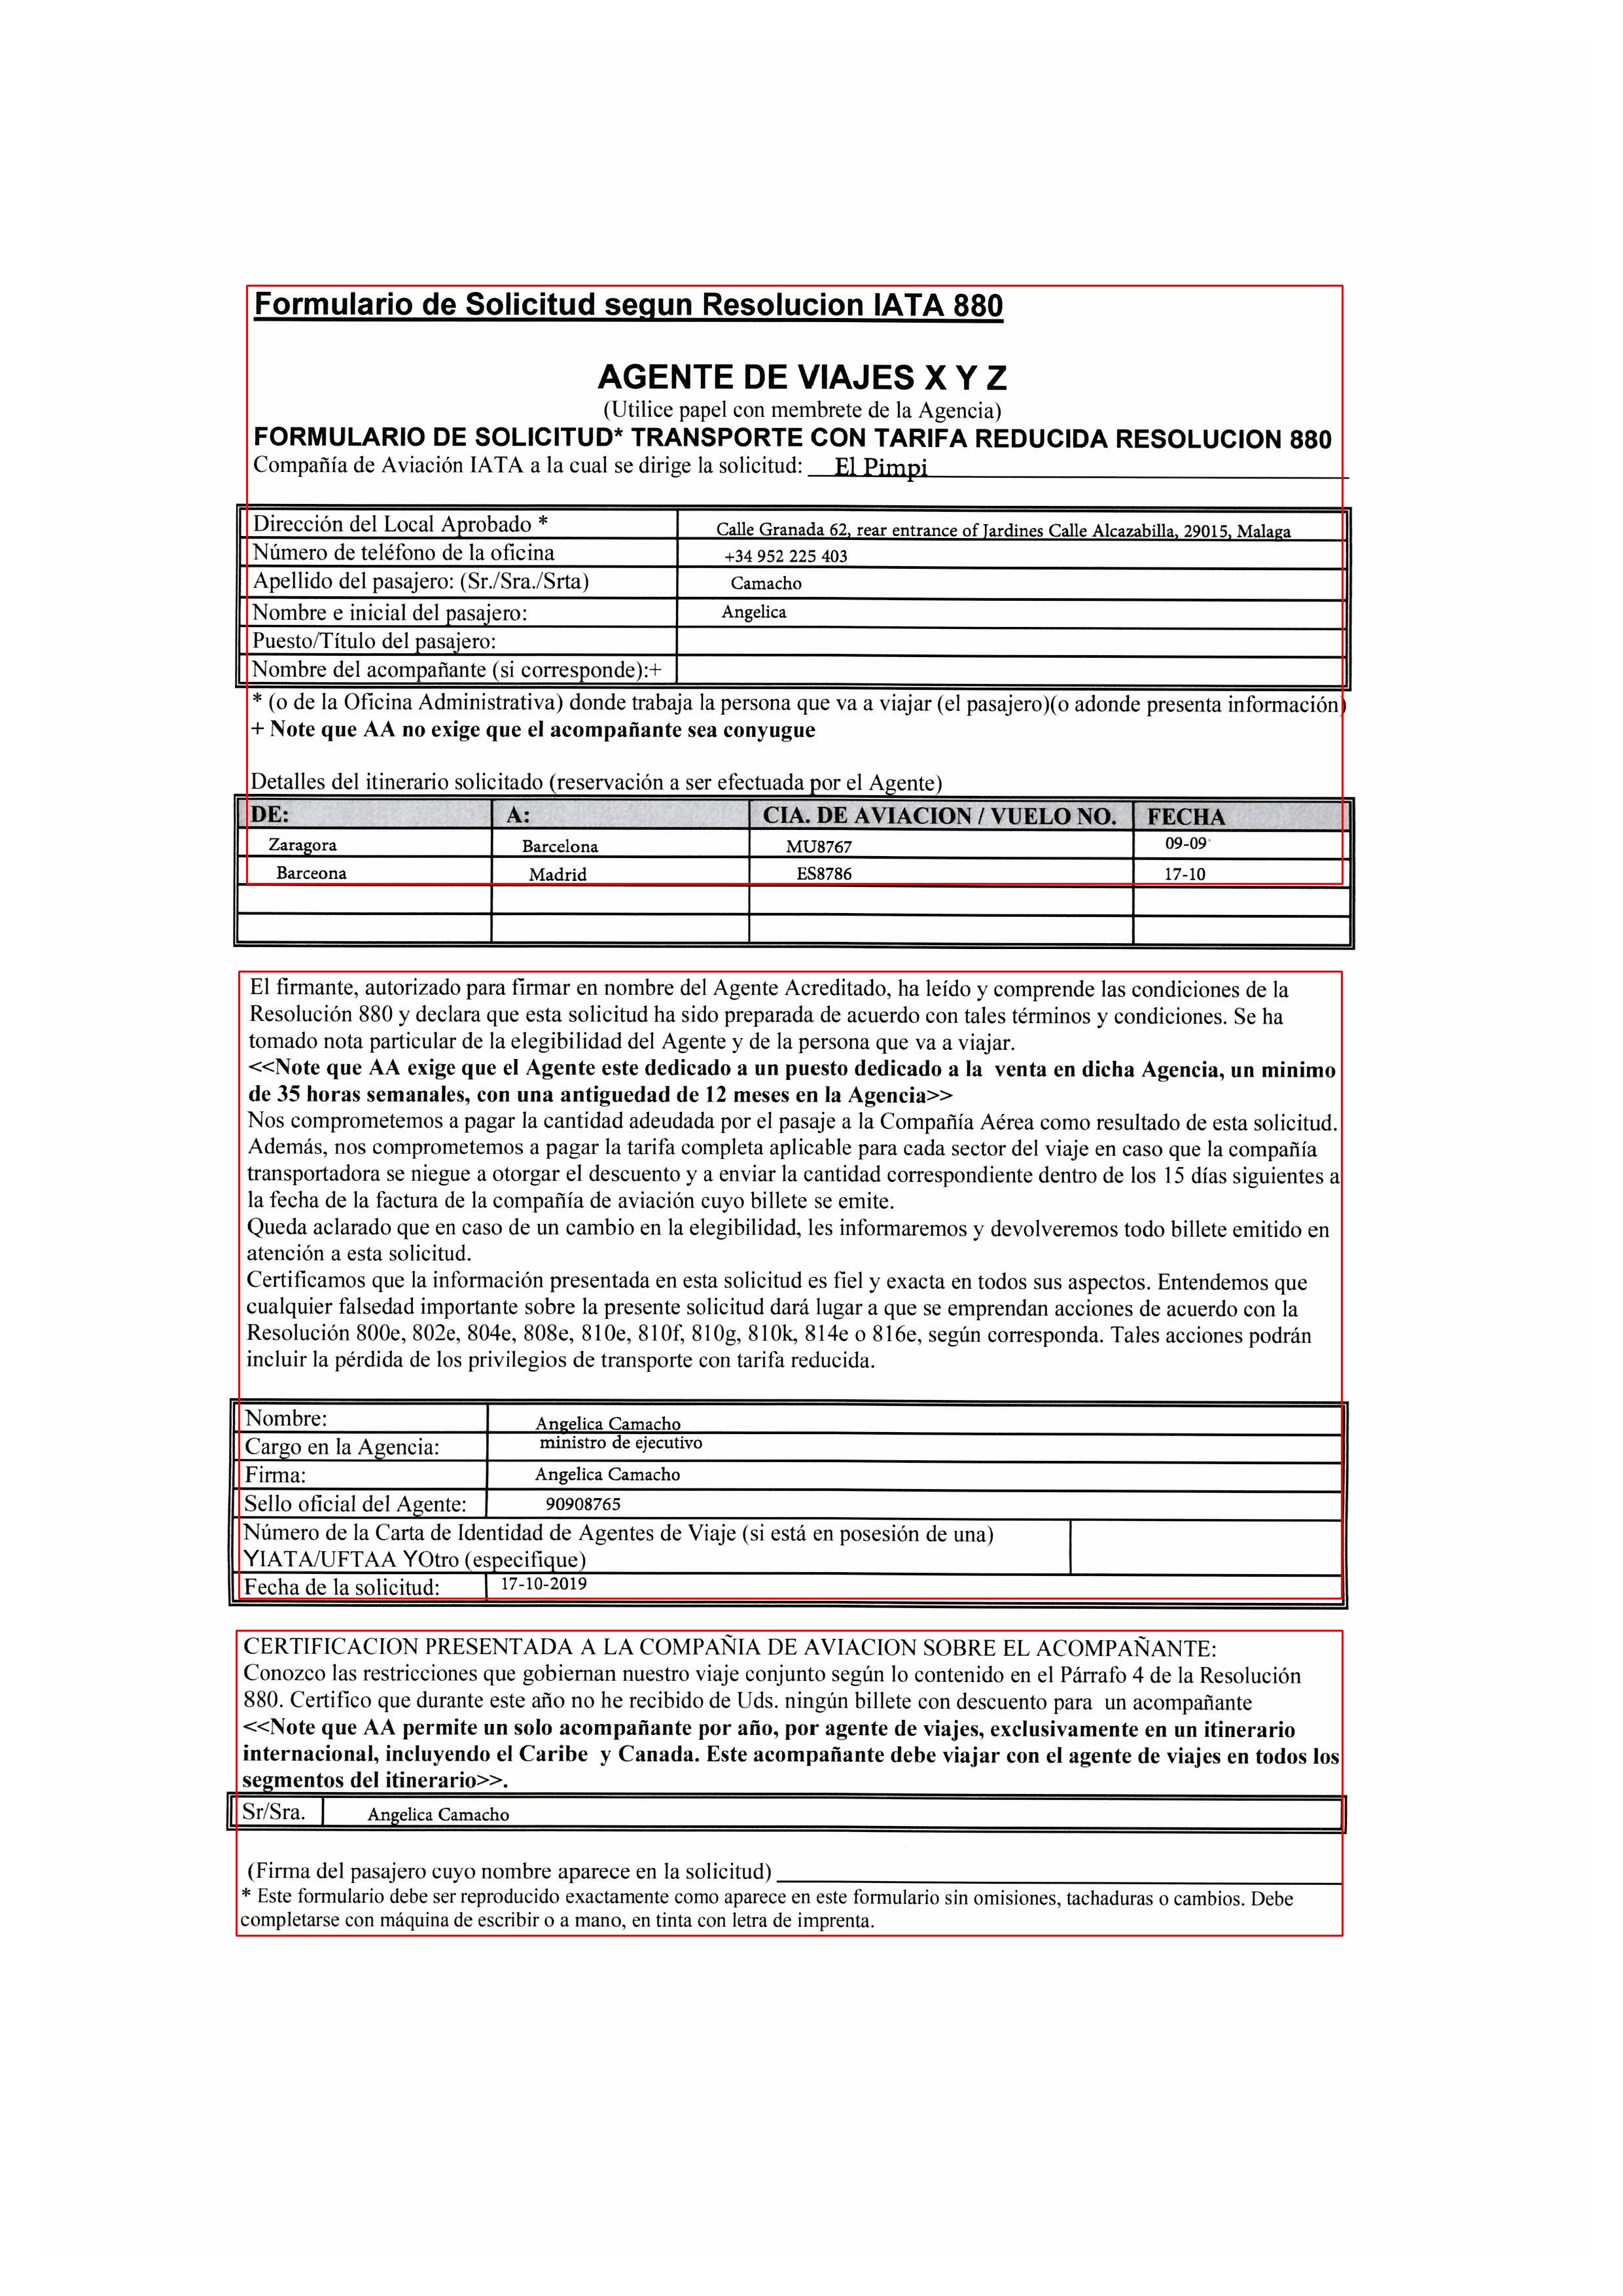 Formulario de Solicitud segun Resolucion IATA 880
AGENTE DE VIAJES X Y Z
(Utilice papel con membrete de la Agencia)
FORMULARIO DE SOLICITUD* TRANSPORTE CON TARIFA REDUCIDA RESOLUCION 880
Compañía de Aviación IATA a la cual se dirige la solicitud: El Pimpi
Dirección del Local Aprobado * Calle Granada 62, rear entrance of Jardines Calle Alcazabilla, 29015, Malaga
Número de teléfono de la oficina +34 952 225 403
Apellido del pasajero: (Sr./Sra./Srta) Camacho
Nombre e inicial del pasajero: Angelica
Puesto/Título del pasajero:
Nombre del acompañante (si corresponde):+
* (o de la Oficina Administrativa) donde trabaja la persona que va a viajar (el pasajero)(o adonde presenta información)
+ Note que AA no exige que el acompañante sea conyugue
Detalles del itinerario solicitado (reservación a ser efectuada por el Agente)
DE: A: CIA. DE AVIACION / VUELO NO. FECHA
Zaragora Barcelona MU8767 09-09
Barceona Madrid ES8786 17-10
El firmante, autorizado para firmar en nombre del Agente Acreditado, ha leído y comprende las condiciones de la
Resolución 880 y declara que esta solicitud ha sido preparada de acuerdo con tales términos y condiciones. Se ha
tomado nota particular de la elegibilidad del Agente y de la persona que va a viajar.
<<Note que AA exige que el Agente este dedicado a un puesto dedicado a la venta en dicha Agencia, un minimo
de 35 horas semanales, con una antiguedad de 12 meses en la Agencia>>
Nos comprometemos a pagar la cantidad adeudada por el pasaje a la Compañía Aérea como resultado de esta solicitud.
Además, nos comprometemos a pagar la tarifa completa aplicable para cada sector del viaje en caso que la compañía
transportadora se niegue a otorgar el descuento y a enviar la cantidad correspondiente dentro de los 15 días siguientes a
la fecha de la factura de la compañía de aviación cuyo billete se emite.
Queda aclarado que en caso de un cambio en la elegibilidad, les informaremos y devolveremos todo billete emitido en
atención a esta solicitud.
Certificamos que la información presentada en esta solicitud es fiel y exacta en todos sus aspectos. Entendemos que
cualquier falsedad importante sobre la presente solicitud dará lugar a que se emprendan acciones de acuerdo con la
Resolución 800e, 802e, 804e, 808e, 810e, 810f, 810g, 810k, 814e o 816e, según corresponda. Tales acciones podrán
incluir la pérdida de los privilegios de transporte con tarifa reducida.
Nombre: Angelica Camacho
Cargo en la Agencia: ministro de ejecutivo
Firma: Angelica Camacho
Sello oficial del Agente: 90908765
Número de la Carta de Identidad de Agentes de Viaje (si está en posesión de una)
YIATA/UFTAA YOtro (especifique)
Fecha de la solicitud: 17-10-2019
CERTIFICACION PRESENTADA A LA COMPAÑIA DE AVIACION SOBRE EL ACOMPAÑANTE:
Conozco las restricciones que gobiernan nuestro viaje conjunto según lo contenido en el Párrafo 4 de la Resolución
880. Certifico que durante este año no he recibido de Uds. ningún billete con descuento para un acompañante
<<Note que AA permite un solo acompañante por año, por agente de viajes, exclusivamente en un itinerario
internacional, incluyendo el Caribe y Canada. Este acompañante debe viajar con el agente de viajes en todos los
segmentos del itinerario>>.
Sr/Sra. Angelica Camacho
(Firma del pasajero cuyo nombre aparece en la solicitud)
* Este formulario debe ser reproducido exactamente como aparece en este formulario sin omisiones, tachaduras o cambios. Debe
completarse con máquina de escribir o a mano, en tinta con letra de imprenta.